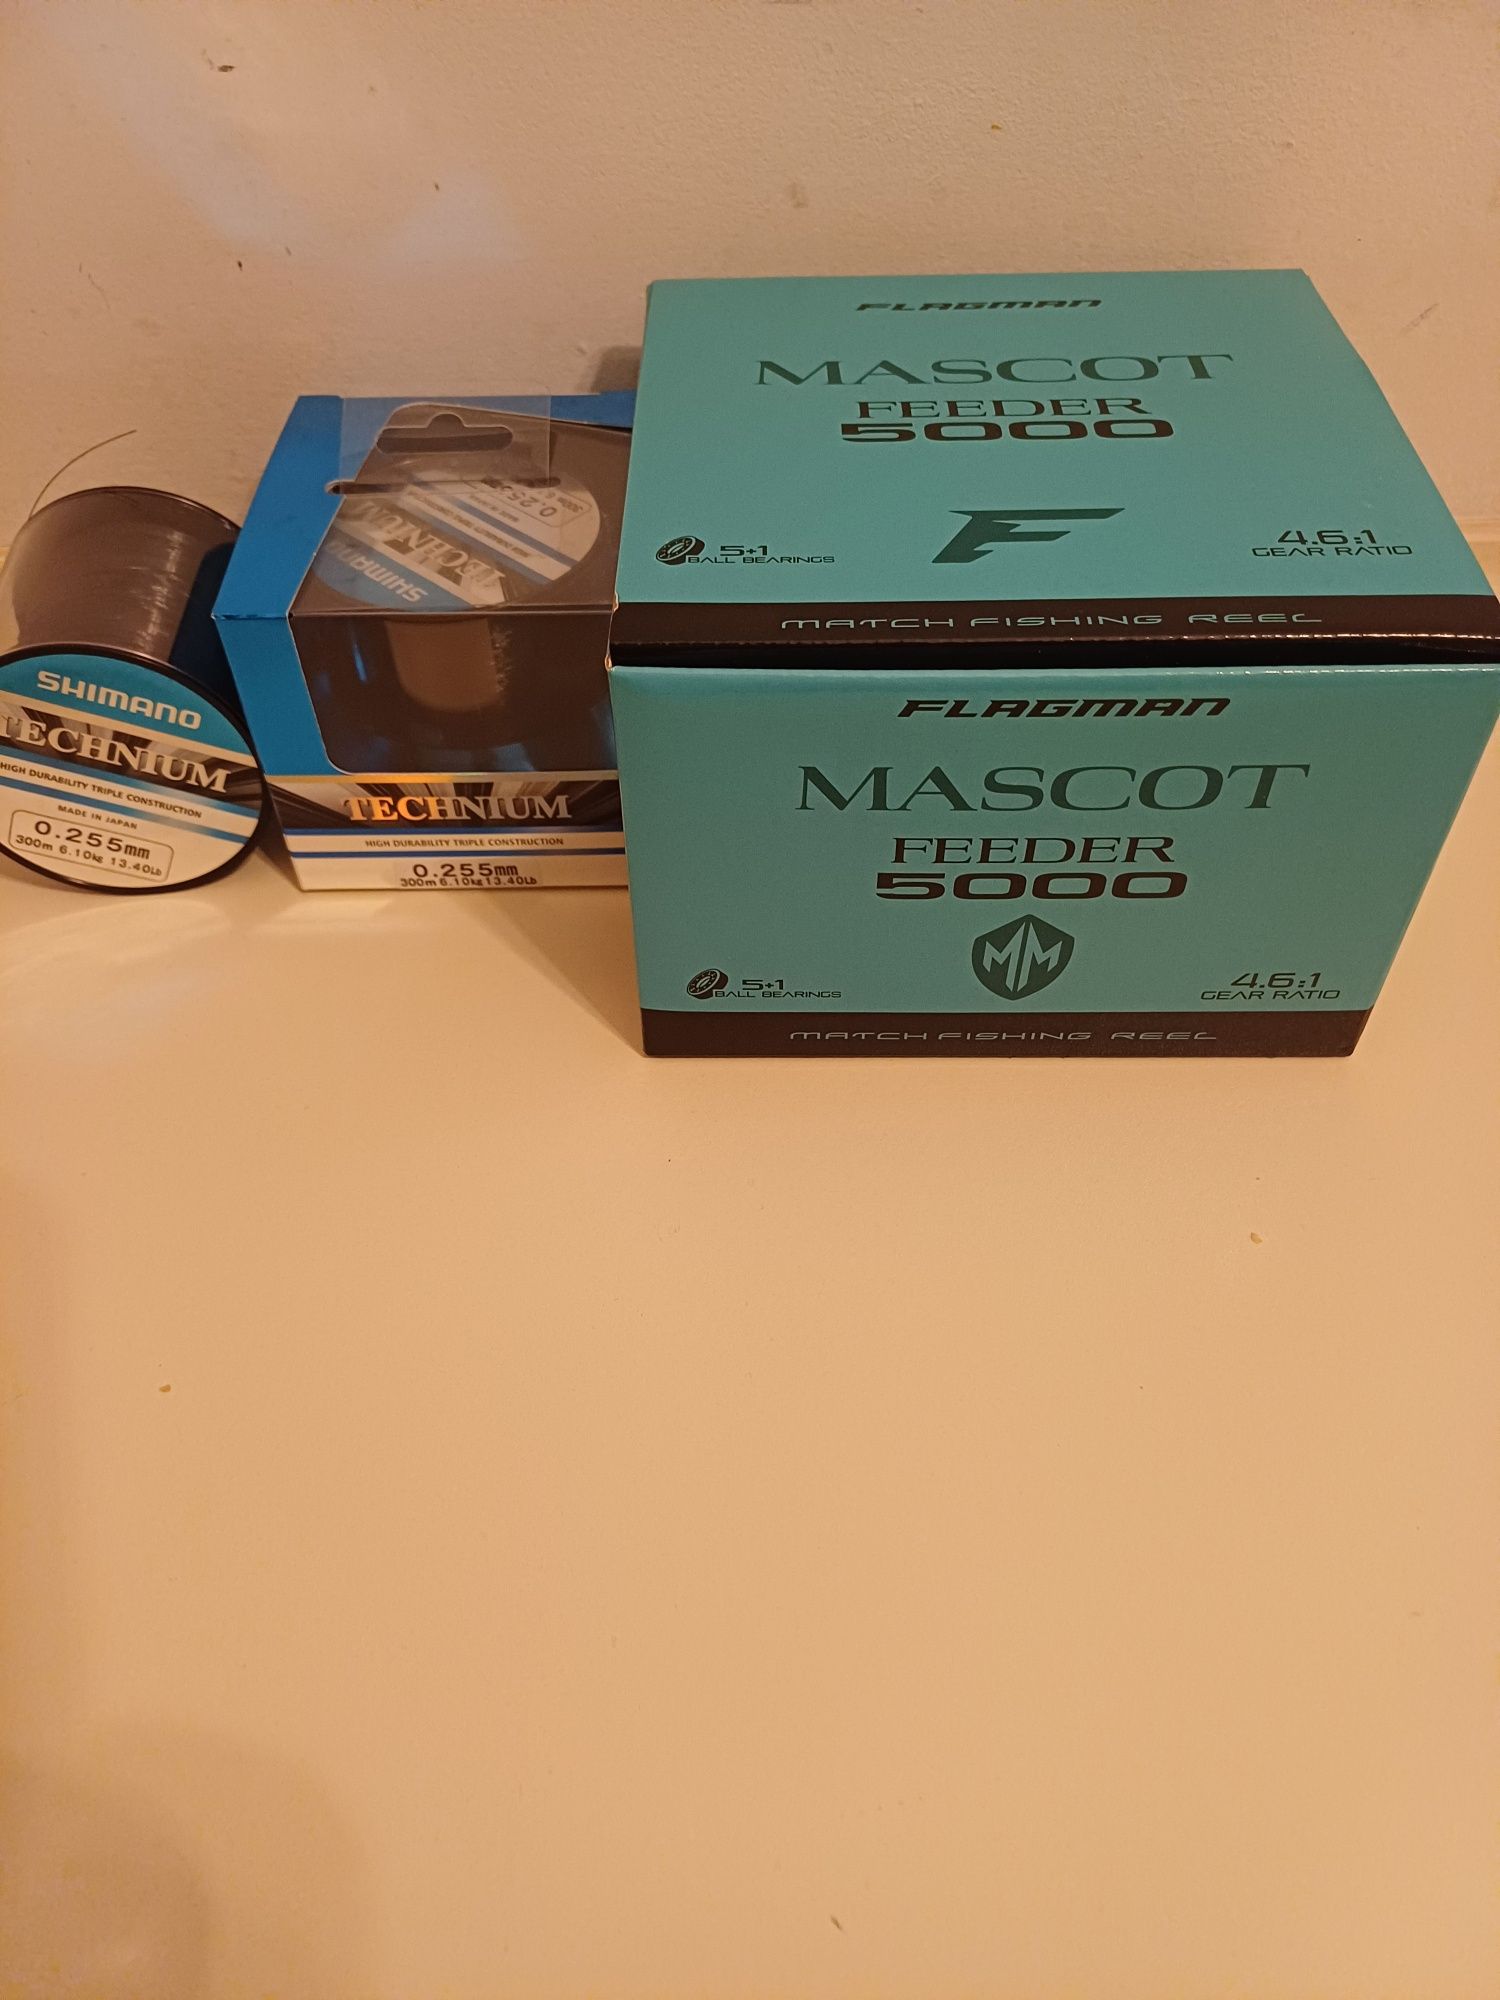 SHIMANO
TECHNIUM
HIGH DURABILITY TRIPLE CONSTRUCTION
MADE IN JAPAN
0.255mm
300m 6.10kg 13.40Lb
SHIMANO
TECHNIUM
TECHNIUM
HIGH DURABILITY TRIPLE CONSTRUCTION
0.255mm
300m 6.10kg 13.40Lb
FLAGMAN
MASCOT
FEEDER
5000
5+1
BALL BEARINGS
F
4.6:1
GEAR RATIO
MATCH FISHING REEL
FLAGMAN
MASCOT
FEEDER
5000
MM
5+1
BALL BEARINGS
4.6:1
GEAR RATIO
MATCH FISHING REEL